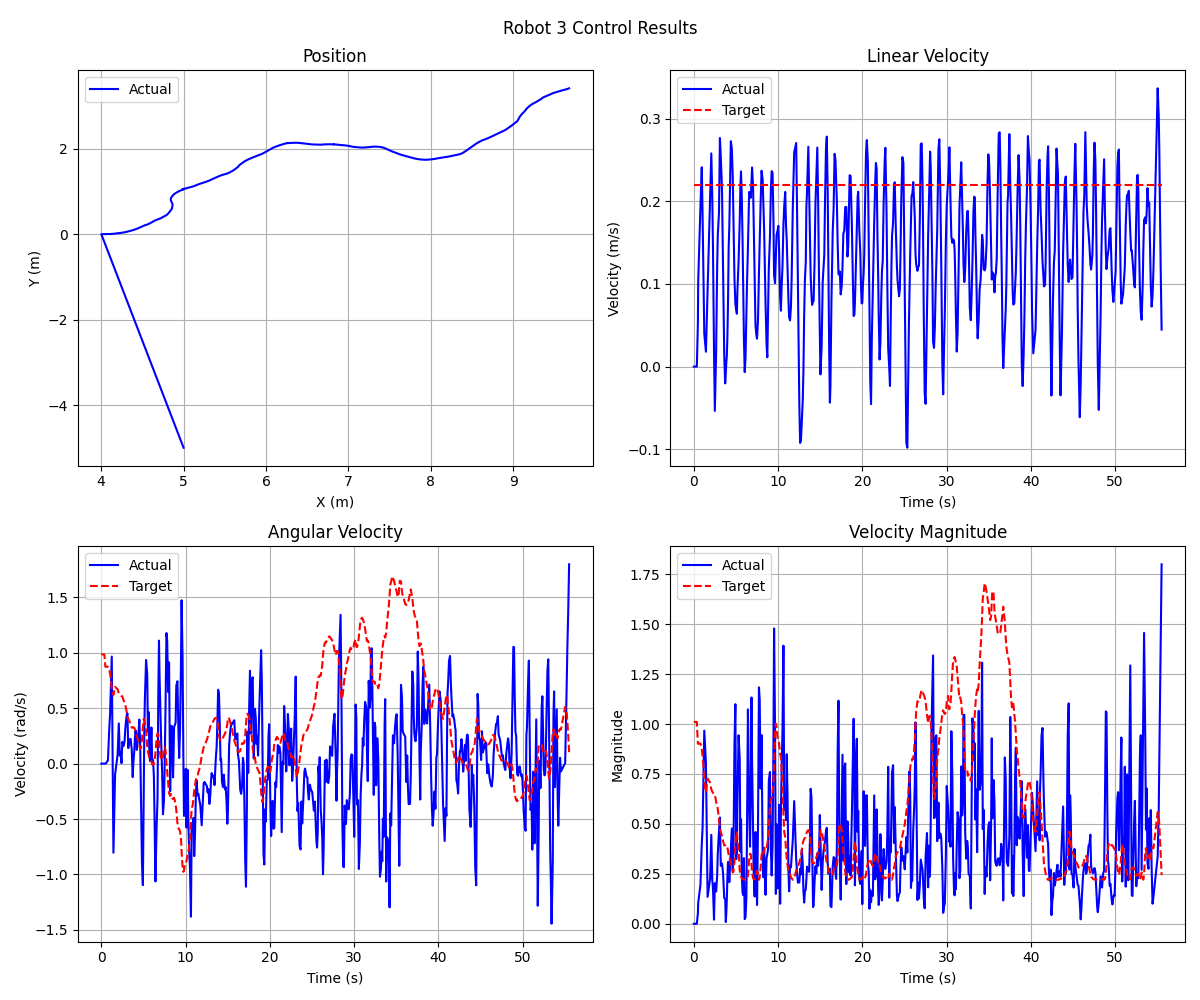 Robot 3 Control Results
Position
Actual
2
0
−2
−4
Y (m)
4
5
6
7
8
9
X (m)
Linear Velocity
Actual
Target
0.3
0.2
0.1
0.0
−0.1
Velocity (m/s)
0
10
20
30
40
50
Time (s)
Angular Velocity
Actual
Target
1.5
1.0
0.5
0.0
−0.5
−1.0
−1.5
Velocity (rad/s)
0
10
20
30
40
50
Time (s)
Velocity Magnitude
Actual
Target
1.75
1.50
1.25
1.00
0.75
0.50
0.25
0.00
Magnitude
0
10
20
30
40
50
Time (s)